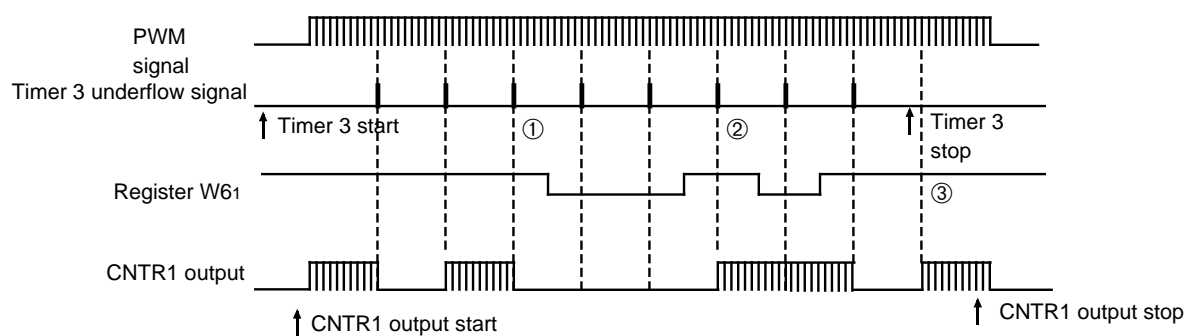 PWM
signal
Timer 3 underflow signal
Timer 3 start
①
②
Timer 3
stop
Register W61
③
CNTR1 output
CNTR1 output start
CNTR1 output stop